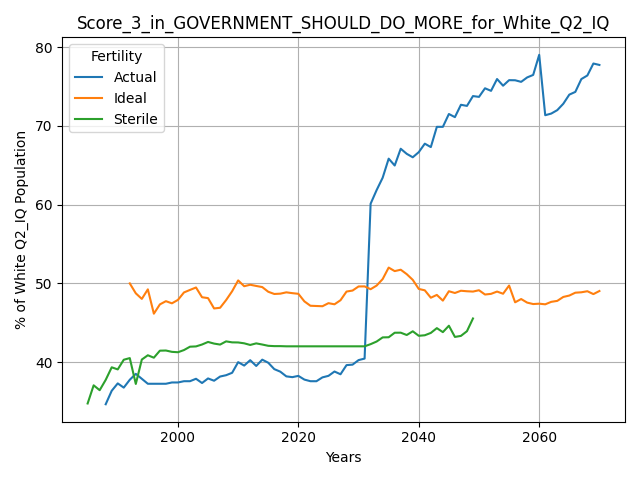 Score_3_in_GOVERNMENT_SHOULD_DO_MORE_for_White_Q2_IQ
Fertility
Actual
Ideal
Sterile
% of White Q2_IQ Population
80
70
60
50
40
2000
2020
2040
2060
Years